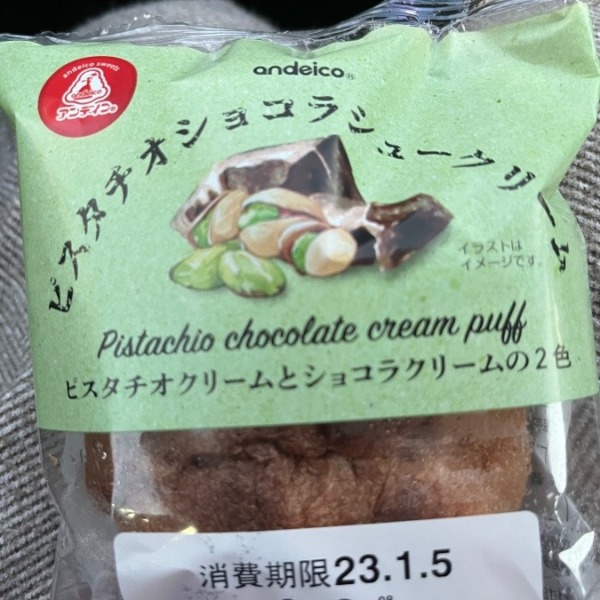 andeico®
andeico sweets
アンデイコ®
ピスタチオショコラシュークリーム
イラストは
イメージです。
Pistachio chocolate cream puff
ピスタチオクリームとショコラクリームの2色
消費期限23.1.5